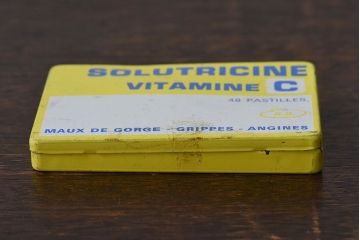 SOLUTRICINE
VITAMINE C
48 PASTILLES
MAUX DE GORGE - GRIPPES - ANGINES